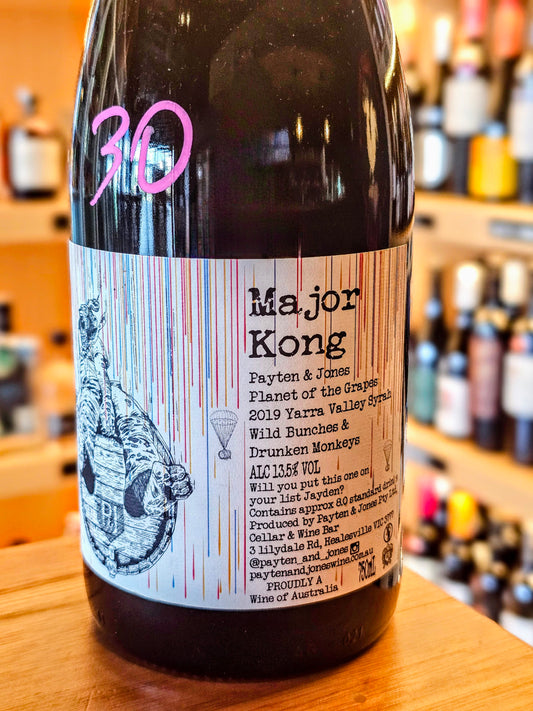 30
Major
Kong
Payten & Jones
Planet of the Grapes
2019 Yarra Valley Syrah
Wild Bunches &
Drunken Monkeys
ALC 13.5% VOL
Will you put this one on
your list Jayden?
Contains approx 8.0 standard drinks
Produced by Payten & Jones Pty Ltd,
Cellar & Wine Bar
3 lilydale Rd, Healesville VIC 3777
@payten_and_jones
paytenandjoneswine.com.au
PROUDLY A
750mL
Wine of Australia